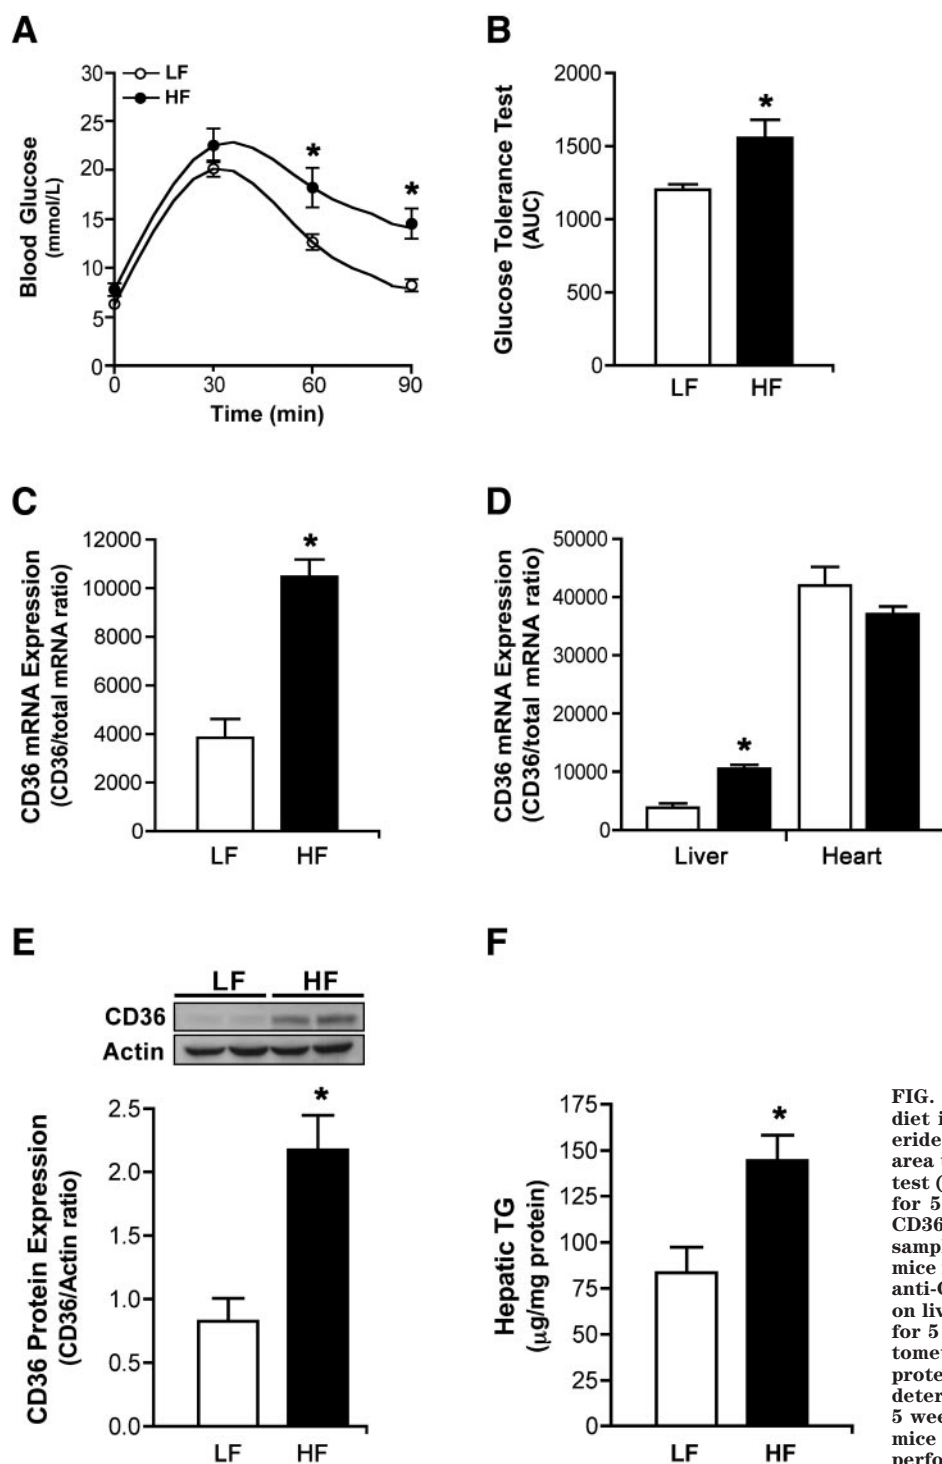 A
30
25
20
15
10
5
0
Blood Glucose
(mmol/L)
LF
HF
*
*
0 30 60 90
Time (min)
B
2000
1500
1000
500
0
Glucose Tolerance Test
(AUC)
*
LF HF
C
12000
10000
8000
6000
4000
2000
0
CD36 mRNA Expression
(CD36/total mRNA ratio)
*
LF HF
D
50000
40000
30000
20000
10000
0
CD36 mRNA Expression
(CD36/total mRNA ratio)
*
Liver Heart
E
LF HF
CD36
Actin
2.5
2.0
1.5
1.0
0.5
0.0
CD36 Protein Expression
(CD36/Actin ratio)
*
LF HF
F
175
150
125
100
75
50
25
0
Hepatic TG
(µg/mg protein)
*
LF HF
FIG.
diet i
eride
area
test (
for 5
CD36
sampl
mice
anti-C
on liv
for 5
tomet
prote
deter
5 wee
mice
perfo